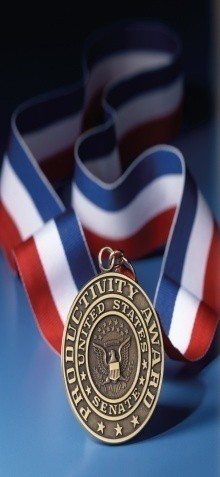 PRODUCTIVITY AWARD
UNITED STATES
SENATE